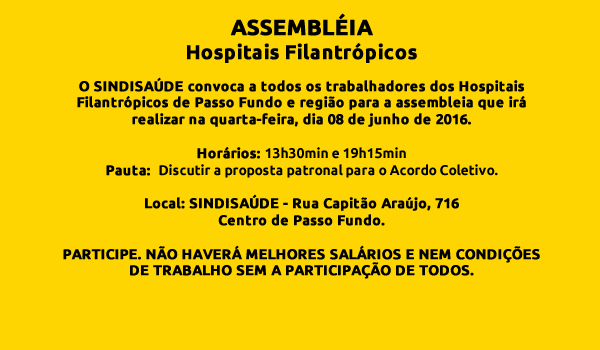 ASSEMBLÉIA
Hospitais Filantrópicos
O SINDISAÚDE convoca a todos os trabalhadores dos Hospitais
Filantrópicos de Passo Fundo e região para a assembleia que irá
realizar na quarta-feira, dia 08 de junho de 2016.
Horários: 13h30min e 19h15min
Pauta: Discutir a proposta patronal para o Acordo Coletivo.
Local: SINDISAÚDE - Rua Capitão Araújo, 716
Centro de Passo Fundo.
PARTICIPE. NÃO HAVERÁ MELHORES SALÁRIOS E NEM CONDIÇÕES
DE TRABALHO SEM A PARTICIPAÇÃO DE TODOS.